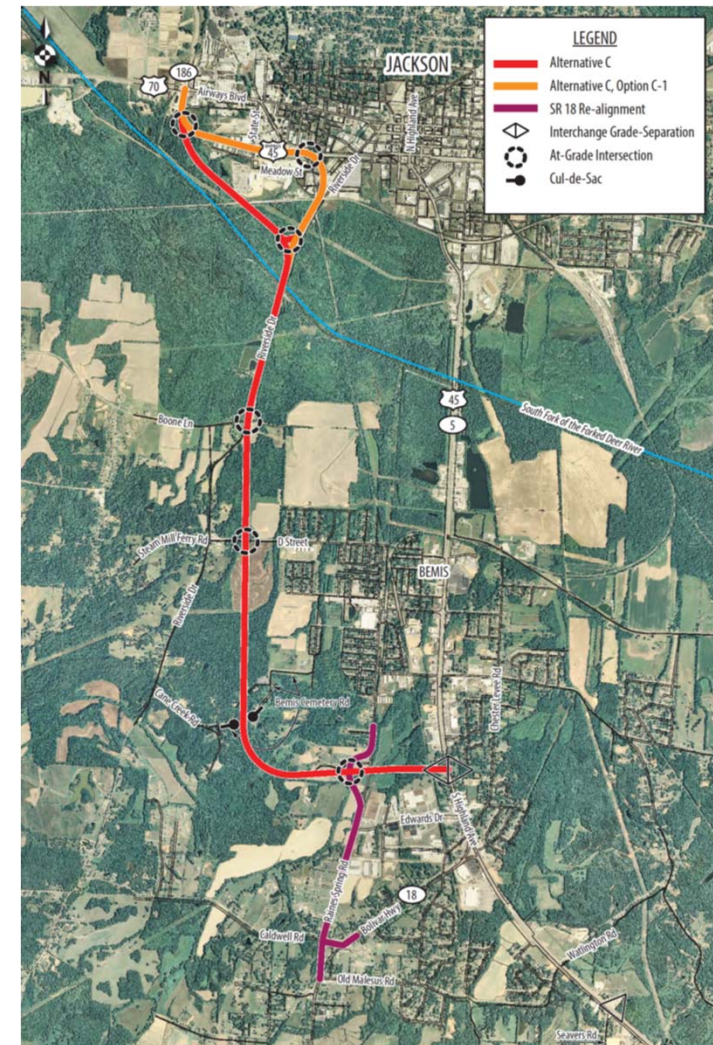 N
JACKSON
LEGEND
Alternative C
Alternative C, Option C-1
SR 18 Re-alignment
Interchange Grade-Separation
At-Grade Intersection
Cul-de-Sac
70
186
Airways Blvd
State St
45
Meadow St
Riverside Dr
N Highland Ave
Riverside Dr
45
5
South Fork of the Forked Deer River
Boone Ln
Steam Mill Ferry Rd
D Street
BEMIS
Riverside Dr
Chester Levee Rd
Cane Creek Rd
Bemis Cemetery Rd
S Highland Ave
Edwards Dr
Raines Spring Rd
18
Bolivar Hwy
Caldwell Rd
Watlington Rd
Old Malesus Rd
Seavers Rd